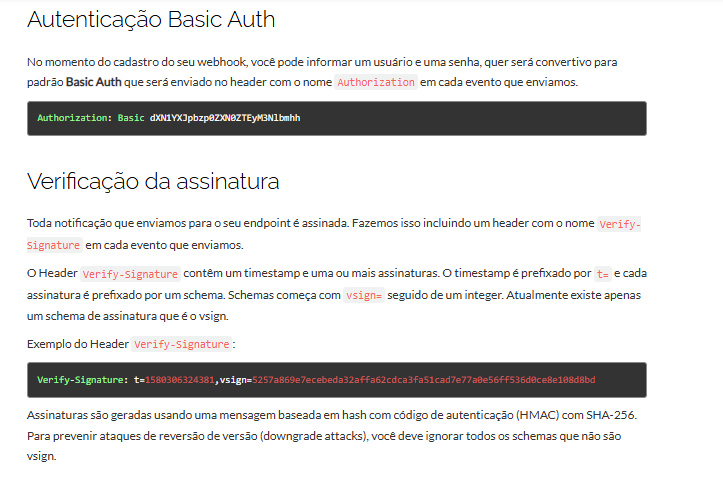 Autenticação Basic Auth
No momento do cadastro do seu webhook, você pode informar um usuário e uma senha, quer será convertivo para
padrão Basic Auth que será enviado no header com o nome Authorization em cada evento que enviamos.
Authorization: Basic dXN1YXJpbzp0ZXN0ZTEyM3Nlbmhh
Verificação da assinatura
Toda notificação que enviamos para o seu endpoint é assinada. Fazemos isso incluindo um header com o nome Verify-
Signature em cada evento que enviamos.
O Header Verify-Signature contêm um timestamp e uma ou mais assinaturas. O timestamp é prefixado por t= e cada
assinatura é prefixado por um schema. Schemas começa com vsign= seguido de um integer. Atualmente existe apenas
um schema de assinatura que é o vsign.
Exemplo do Header Verify-Signature:
Verify-Signature: t=1580306324381,vsign=5257a869e7ecebeda32affa62cdca3fa51cad7e77a0e56ff536d0ce8e108d8bd
Assinaturas são geradas usando uma mensagem baseada em hash com código de autenticação (HMAC) com SHA-256.
Para prevenir ataques de reversão de versão (downgrade attacks), você deve ignorar todos os schemas que não são
vsign.